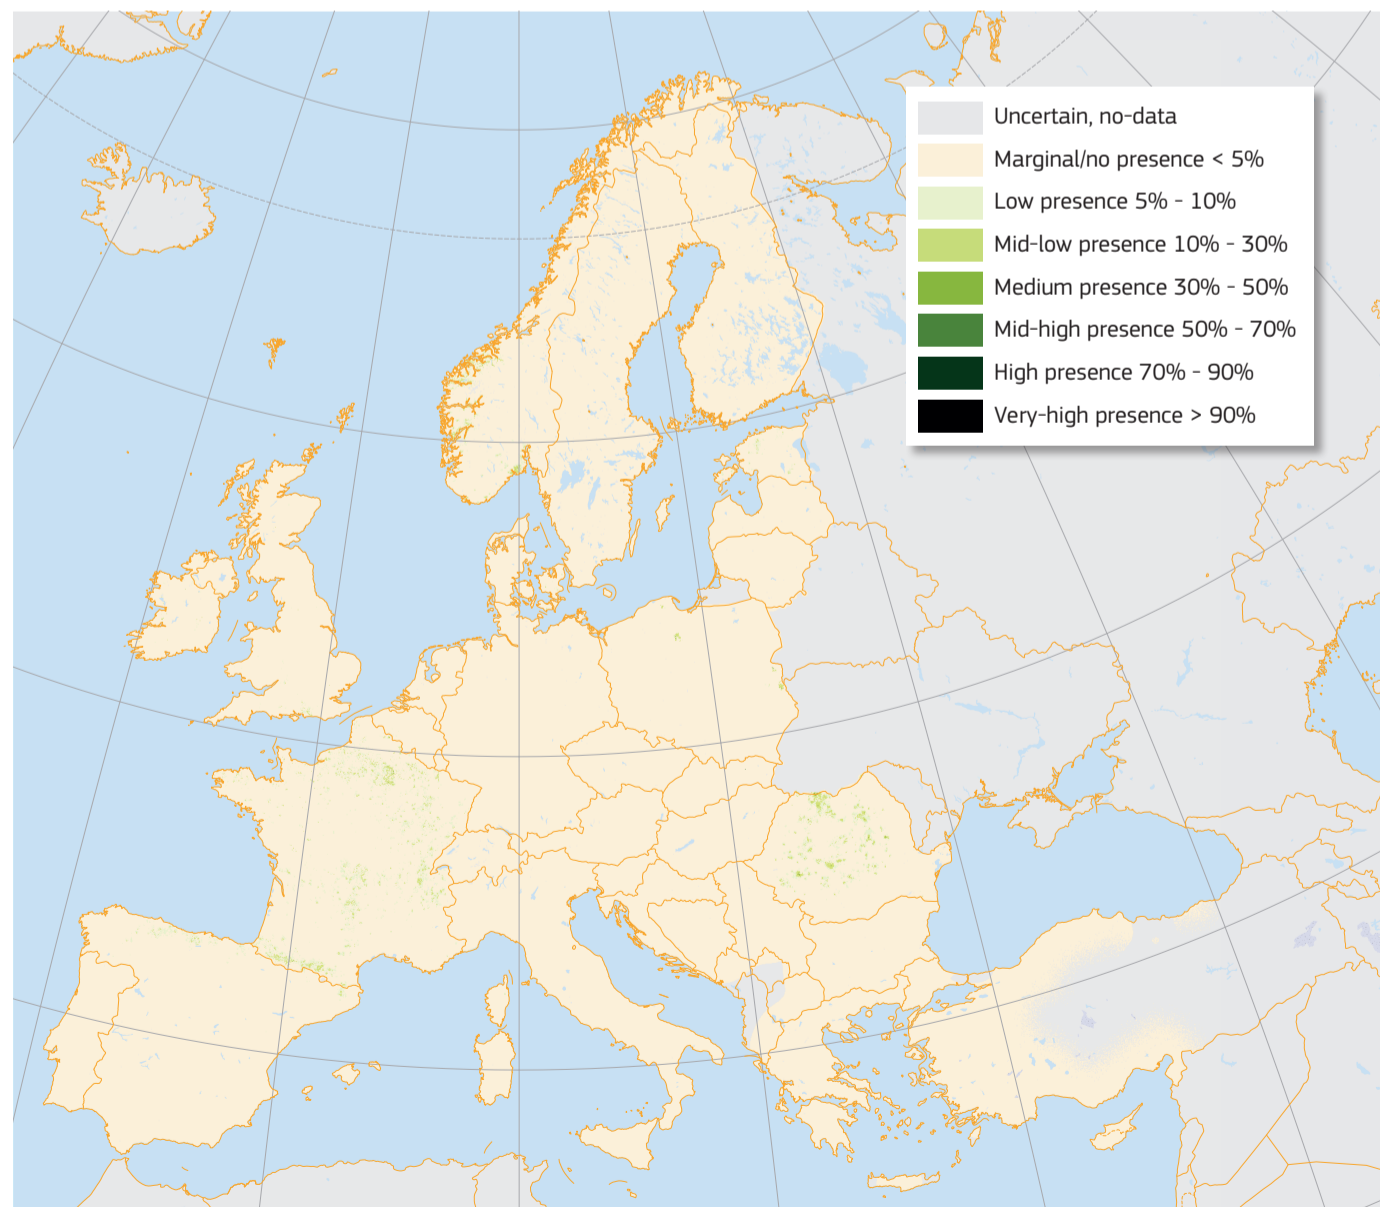 Uncertain, no-data
Marginal/no presence < 5%
Low presence 5% - 10%
Mid-low presence 10% - 30%
Medium presence 30% - 50%
Mid-high presence 50% - 70%
High presence 70% - 90%
Very-high presence > 90%